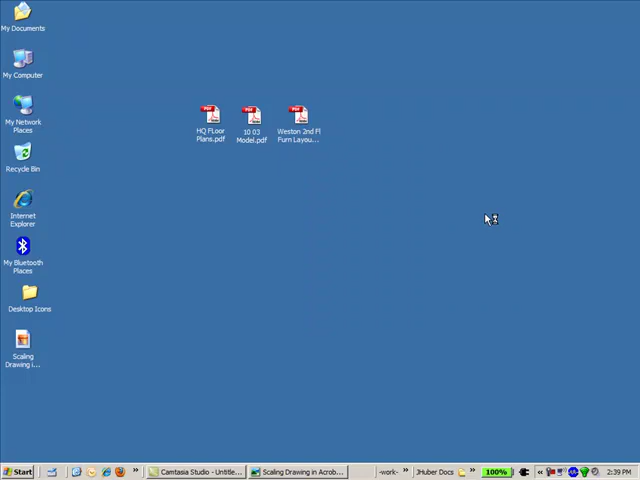 My Documents
My Computer
My Network
Places
Recycle Bin
Internet
Explorer
My Bluetooth
Places
Desktop Icons
Scaling
Drawing i...
HQ FLoor
Plans.pdf
10 03
Model.pdf
Weston 2nd Fl
Furn Layou...
Start
Camtasia Studio - Untitle...
Scaling Drawing in Acrob...
-work-
»
JHuber Docs
»
100%
«
2:39 PM